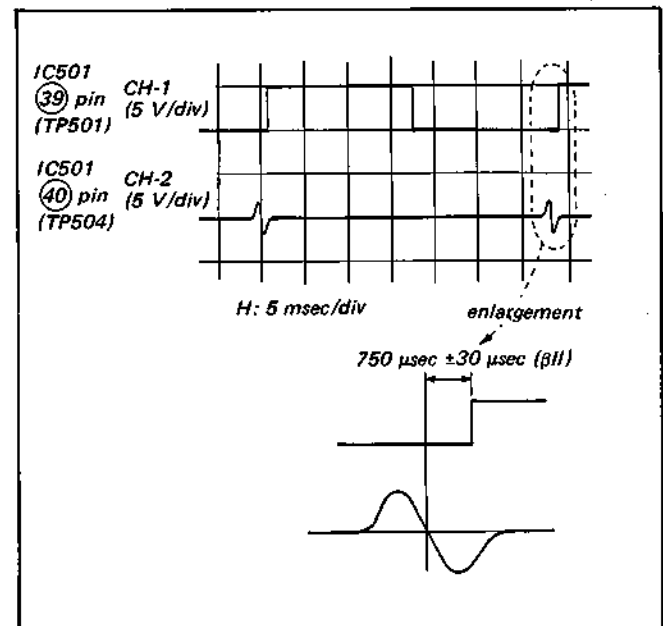 IC501
39 pin CH-1
(TP501) (5 V/div)
IC501
40 pin CH-2
(TP504) (5 V/div)
H: 5 msec/div
enlargement
750 μsec ±30 μsec (βII)